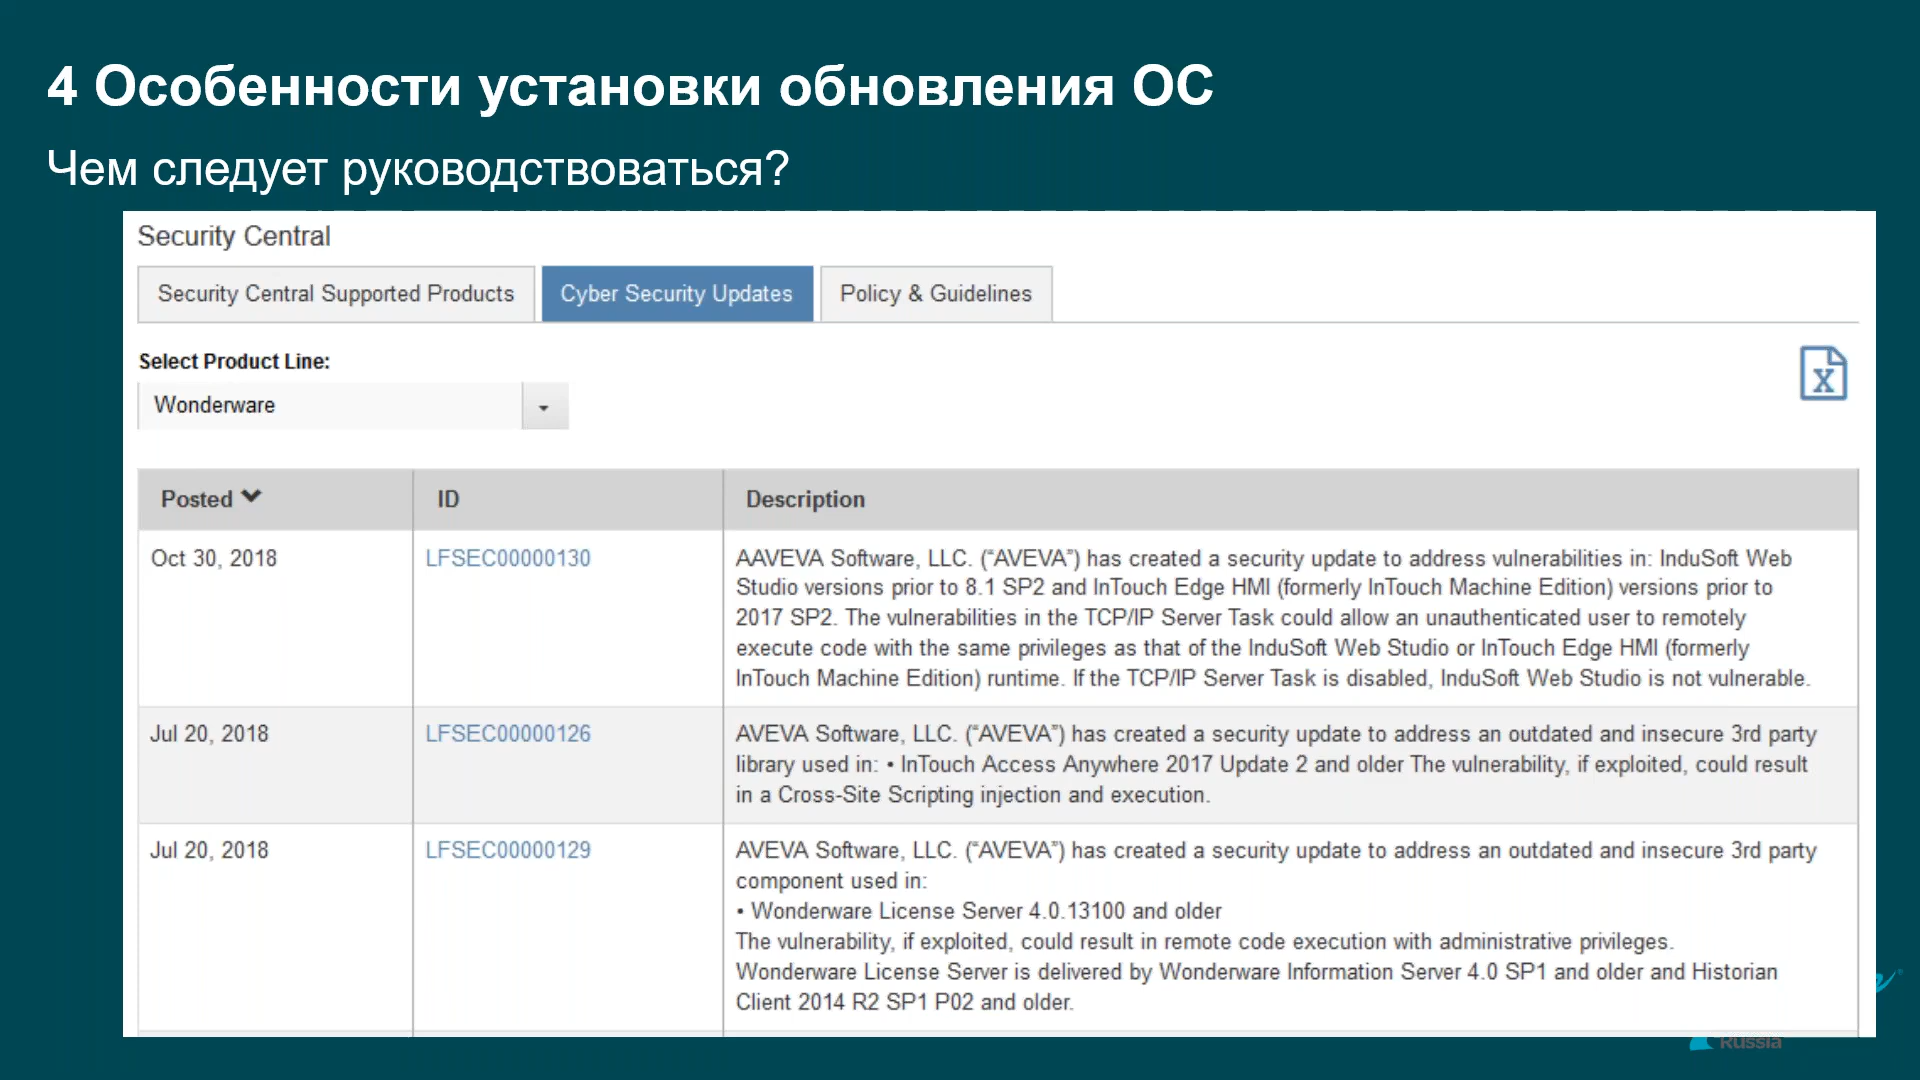 4 Особенности установки обновления ОС
Чем следует руководствоваться?
Security Central
Security Central Supported Products
Cyber Security Updates
Policy & Guidelines
Select Product Line:
Wonderware
Posted
ID
Description
Oct 30, 2018
LFSEC00000130
AAVEVA Software, LLC. (“AVEVA”) has created a security update to address vulnerabilities in: InduSoft Web
Studio versions prior to 8.1 SP2 and InTouch Edge HMI (formerly InTouch Machine Edition) versions prior to
2017 SP2. The vulnerabilities in the TCP/IP Server Task could allow an unauthenticated user to remotely
execute code with the same privileges as that of the InduSoft Web Studio or InTouch Edge HMI (formerly
InTouch Machine Edition) runtime. If the TCP/IP Server Task is disabled, InduSoft Web Studio is not vulnerable.
Jul 20, 2018
LFSEC00000126
AVEVA Software, LLC. (“AVEVA”) has created a security update to address an outdated and insecure 3rd party
library used in: • InTouch Access Anywhere 2017 Update 2 and older The vulnerability, if exploited, could result
in a Cross-Site Scripting injection and execution.
Jul 20, 2018
LFSEC00000129
AVEVA Software, LLC. (“AVEVA”) has created a security update to address an outdated and insecure 3rd party
component used in:
• Wonderware License Server 4.0.13100 and older
The vulnerability, if exploited, could result in remote code execution with administrative privileges.
Wonderware License Server is delivered by Wonderware Information Server 4.0 SP1 and older and Historian
Client 2014 R2 SP1 P02 and older.
Russia